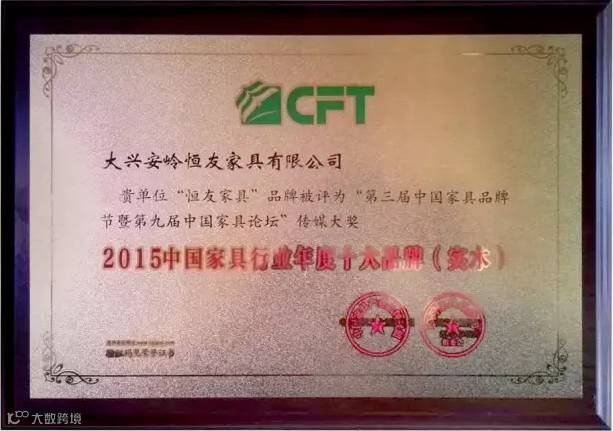 CFT
大兴安岭恒友家具有限公司
贵单位“恒友家具”品牌被评为“第三届中国家具品牌
节暨第九届中国家具论坛”传媒大奖
2015中国家具行业年度十大品牌（实木）
大数跨境